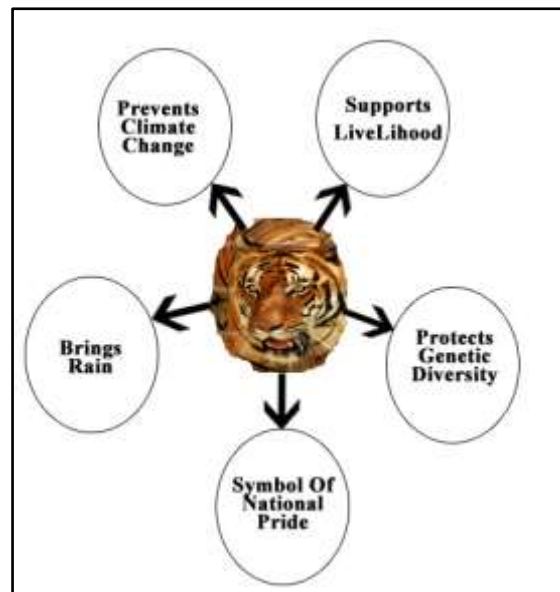 Prevents
Climate
Change
Supports
LiveLihood
Brings
Rain
Protects
Genetic
Diversity
Symbol Of
National
Pride